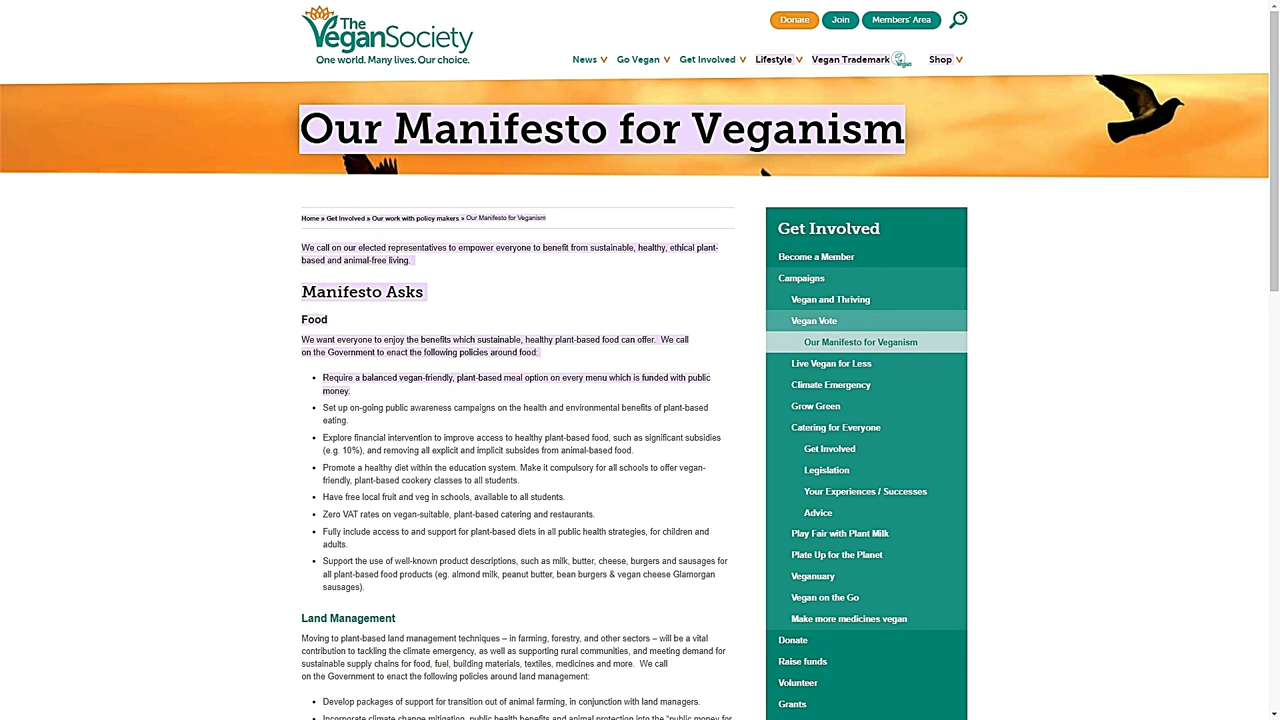 The
VeganSociety
One world. Many lives. Our choice.
Donate
Join
Members' Area
News
Go Vegan
Get Involved
Lifestyle
Vegan Trademark
Vegan
Shop
Our Manifesto for Veganism
Home » Get Involved » Our work with policy makers » Our Manifesto for Veganism
We call on our elected representatives to empower everyone to benefit from sustainable, healthy, ethical plant-
based and animal-free living.
Manifesto Asks
Food
We want everyone to enjoy the benefits which sustainable, healthy plant-based food can offer. We call
on the Government to enact the following policies around food:
• Require a balanced vegan-friendly, plant-based meal option on every menu which is funded with public
money.
• Set up on-going public awareness campaigns on the health and environmental benefits of plant-based
eating.
• Explore financial intervention to improve access to healthy plant-based food, such as significant subsidies
(e.g. 10%), and removing all explicit and implicit subsides from animal-based food.
• Promote a healthy diet within the education system. Make it compulsory for all schools to offer vegan-
friendly, plant-based cookery classes to all students.
• Have free local fruit and veg in schools, available to all students.
• Zero VAT rates on vegan-suitable, plant-based catering and restaurants.
• Fully include access to and support for plant-based diets in all public health strategies, for children and
adults.
• Support the use of well-known product descriptions, such as milk, butter, cheese, burgers and sausages for
all plant-based food products (eg. almond milk, peanut butter, bean burgers & vegan cheese Glamorgan
sausages).
Land Management
Moving to plant-based land management techniques – in farming, forestry, and other sectors – will be a vital
contribution to tackling the climate emergency, as well as supporting rural communities, and meeting demand for
sustainable supply chains for food, fuel, building materials, textiles, medicines and more. We call
on the Government to enact the following policies around land management:
• Develop packages of support for transition out of animal farming, in conjunction with land managers.
• Incorporate climate change mitigation, public health benefits and animal protection into the "public money for
Get Involved
Become a Member
Campaigns
Vegan and Thriving
Vegan Vote
Our Manifesto for Veganism
Live Vegan for Less
Climate Emergency
Grow Green
Catering for Everyone
Get Involved
Legislation
Your Experiences / Successes
Advice
Play Fair with Plant Milk
Plate Up for the Planet
Veganuary
Vegan on the Go
Make more medicines vegan
Donate
Raise funds
Volunteer
Grants